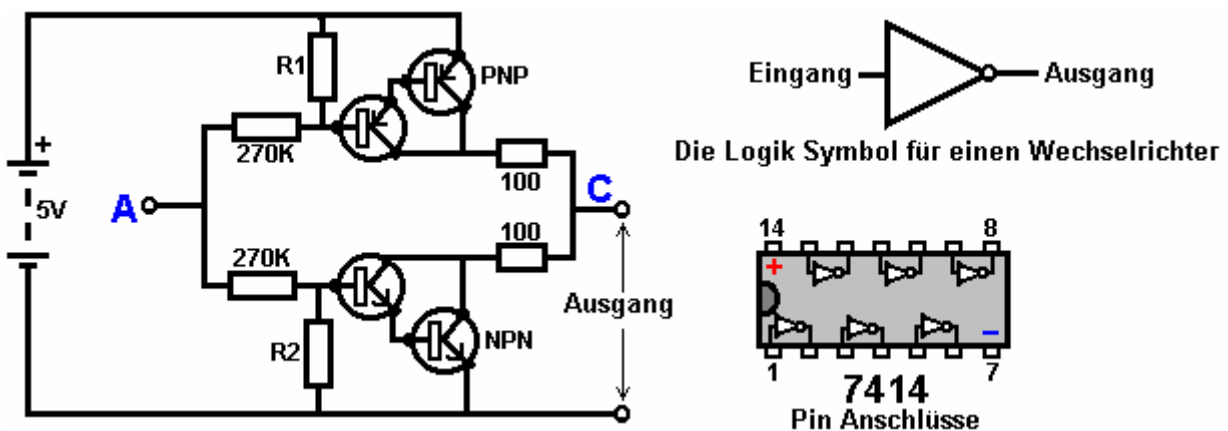 R1
PNP
270K
+
5V
A
100
C
100
270K
Ausgang
R2
NPN
Eingang
Ausgang
Die Logik Symbol für einen Wechselrichter
14
8
+
−
1
7
7414
Pin Anschlüsse